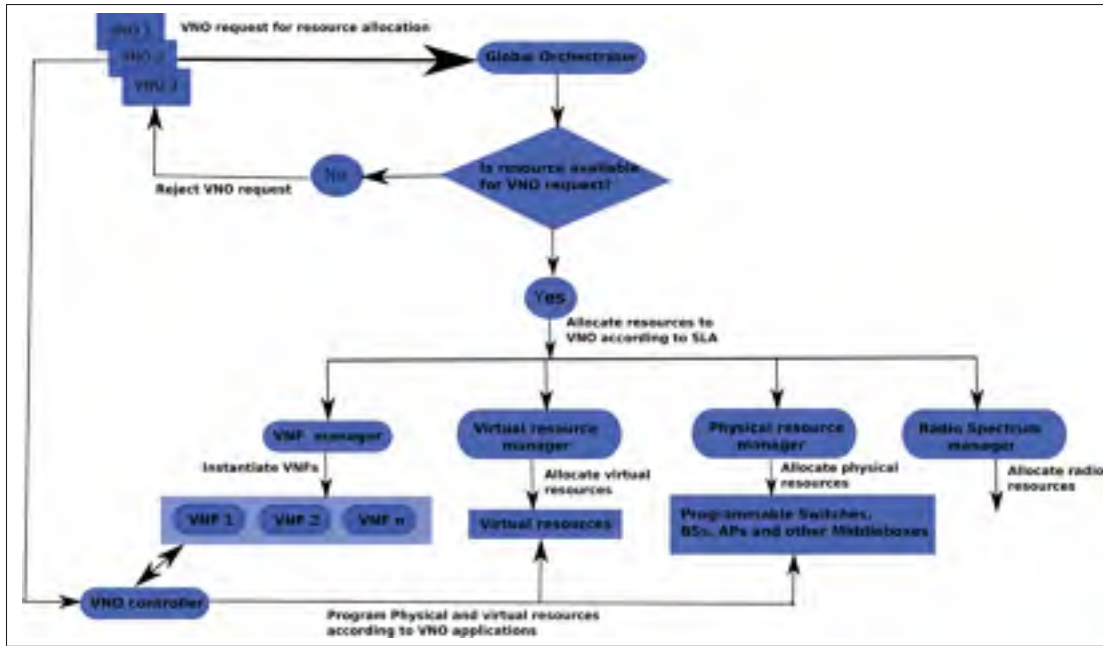 VNO 1
VNO request for resource allocation
VNO 2
VNO 3
Global Orchestrator
Is resource available
for VNO request?
No
Reject VNO request
Yes
Allocate resources to
VNO according to SLA
VNF manager
Virtual resource
manager
Physical resource
manager
Radio Spectrum
manager
Instantiate VNFs
Allocate virtual
resources
Allocate physical
resources
Allocate radio
resources
VNF 1
VNF 2
VNF n
Virtual resources
Programmable Switches,
BSs, APs and other Middleboxes
VNO controller
Program Physical and virtual resources
according to VNO applications